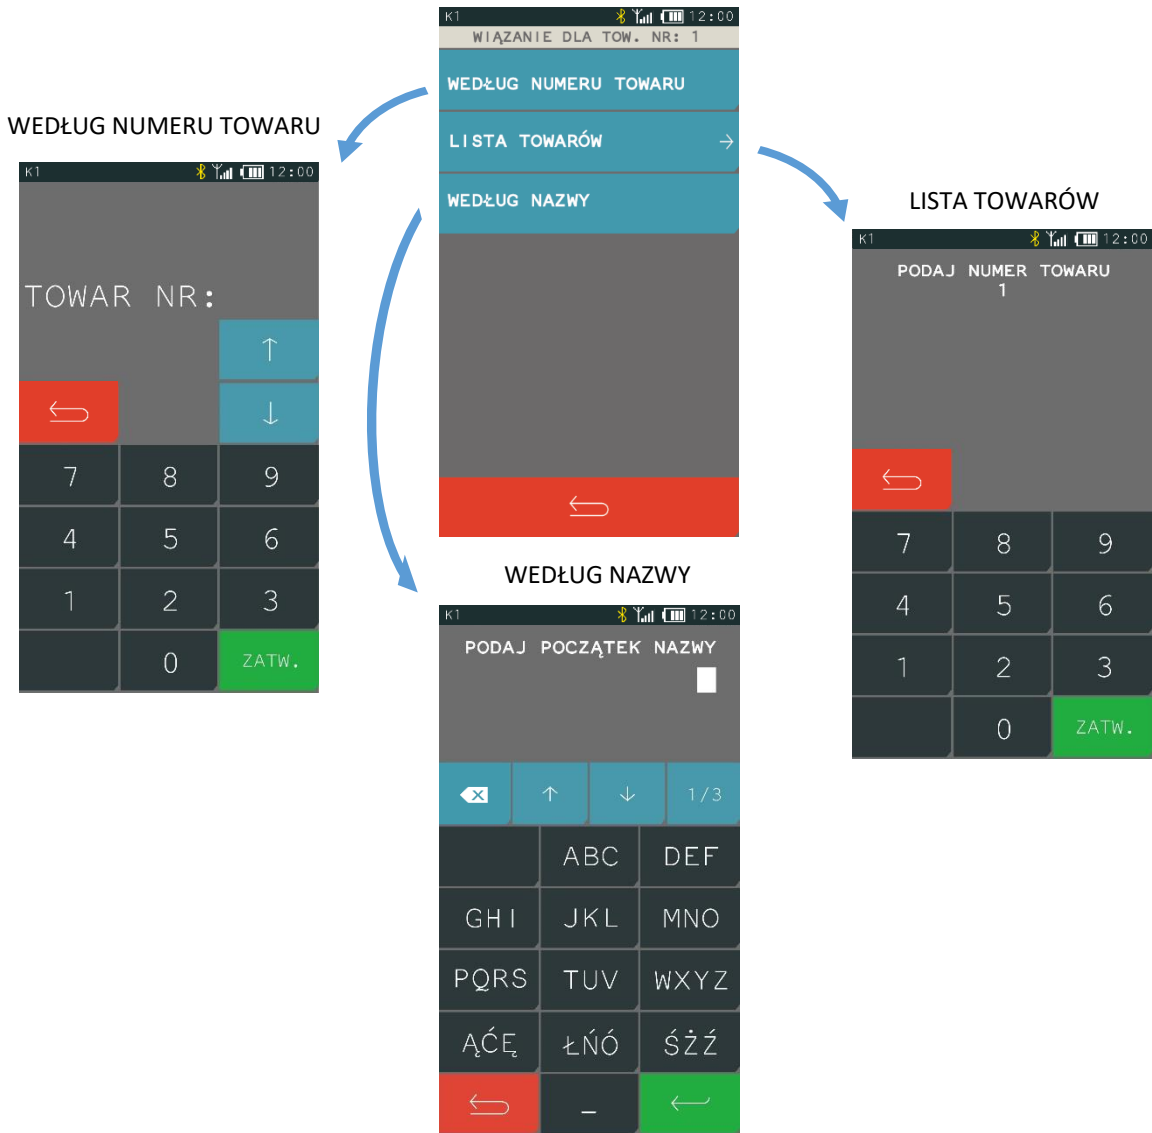 K1 12:00
WIĄZANIE DLA TOW. NR: 1
WEDŁUG NUMERU TOWARU
LISTA TOWARÓW →
WEDŁUG NAZWY
WEDŁUG NUMERU TOWARU
K1 12:00
TOWAR NR:
↑
↓
7 8 9
4 5 6
1 2 3
0 ZATW.
LISTA TOWARÓW
K1 12:00
PODAJ NUMER TOWARU
1
7 8 9
4 5 6
1 2 3
0 ZATW.
WEDŁUG NAZWY
K1 12:00
PODAJ POCZĄTEK NAZWY
↑ ↓ 1/3
ABC DEF
GHI JKL MNO
PQRS TUV WXYZ
ĄĆĘ ŁŃÓ ŚŻŹ
_